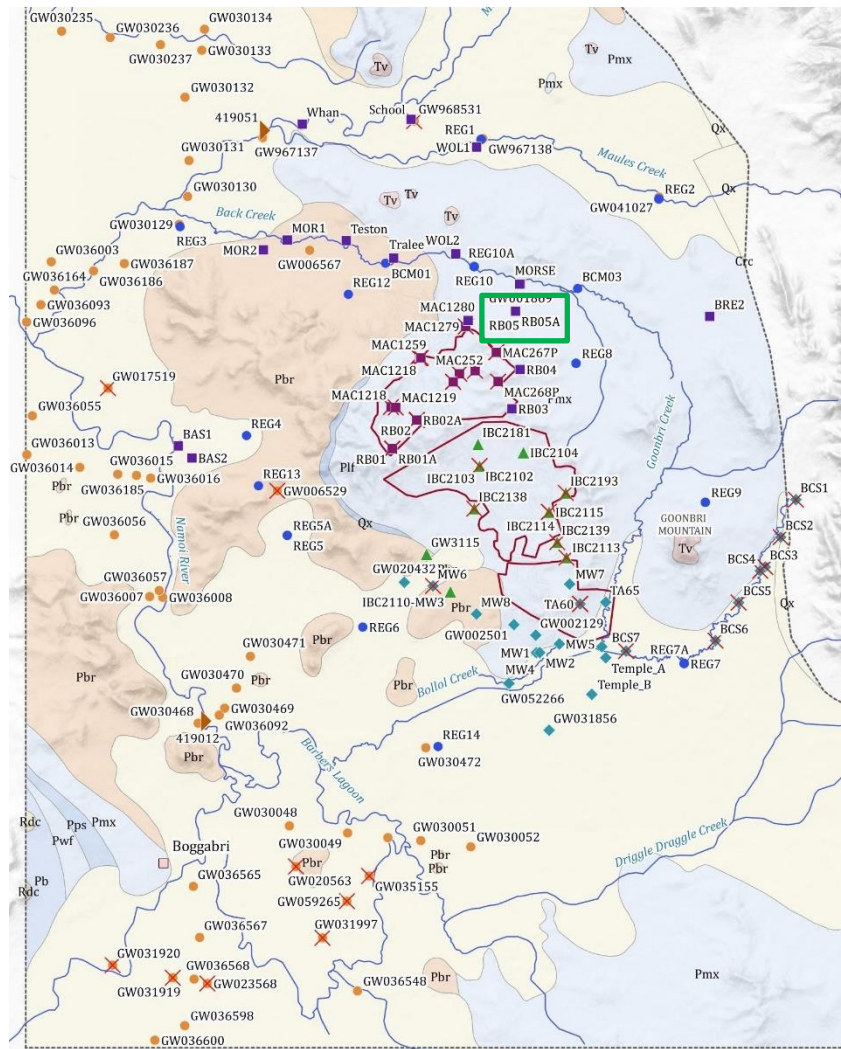 GW030235
GW030236
GW030134
GW030237
GW030133
Tv
Tv
Pmx
GW030132
Pmx
419051
Whan
School
GW968531
Qx
REG1
GW967137
WOL1
GW967138
GW030131
Maules Creek
REG2
Qx
GW030130
Tv
Tv
GW041027
Back Creek
Tv
GW030129
REG3
MOR1
Teston
MOR2
Tralee
WOL2
GW036003
GW036187
GW006567
BCM01
REG10A
Crc
GW036164
GW036186
REG12
REG10
MORSE
BCM03
GW036093
GW036096
MAC1280
GW001869
BRE2
MAC1279
RB05
RB05A
MAC1259
MAC267P
Pbr
MAC1218
MAC252
RB04
REG8
GW017519
MAC268P
Pmx
MAC1218
MAC1219
RB03
GW036055
RB02
RB02A
REG4
GW036013
BAS1
IBC2181
IBC2104
Goonbri Creek
GW036014
GW036015
BAS2
RB01
RB01A
Plf
IBC2102
GW036185
GW036016
REG13
IBC2103
IBC2193
Pbr
GW006529
IBC2138
REG9
BCS1
Pbr
IBC2115
Qx
GW036056
REG5A
IBC2114
IBC2139
GOONBRI
MOUNTAIN
BCS2
Namoi River
REG5
GW3115
IBC2113
Tv
GW020432
BCS4
BCS3
GW036057
MW6
MW7
TA65
GW036007
GW036008
IBC2110-MW3
Pbr
MW8
TA60
BCS5
Qx
Pbr
REG6
GW002129
GW002501
BCS6
GW030471
MW5
BCS7
REG7A
Pbr
GW030470
MW1
MW2
REG7
Pbr
Pbr
Bollol Creek
MW4
Temple_A
Temple_B
GW030468
GW030469
GW052266
GW036092
419012
GW031856
Pbr
Barbers Lagoon
REG14
GW030472
Rdc
Pps
Pmx
Pwf
GW030048
GW030051
GW030052
Boggabri
GW030049
Pbr
Driggle Draggle Creek
Pbr
Pbr
Rdc
Pb
GW036565
GW020563
GW035155
GW059265
GW036567
GW031997
GW031920
GW036568
Pbr
Pmx
GW031919
GW023568
GW036548
GW036598
GW036600